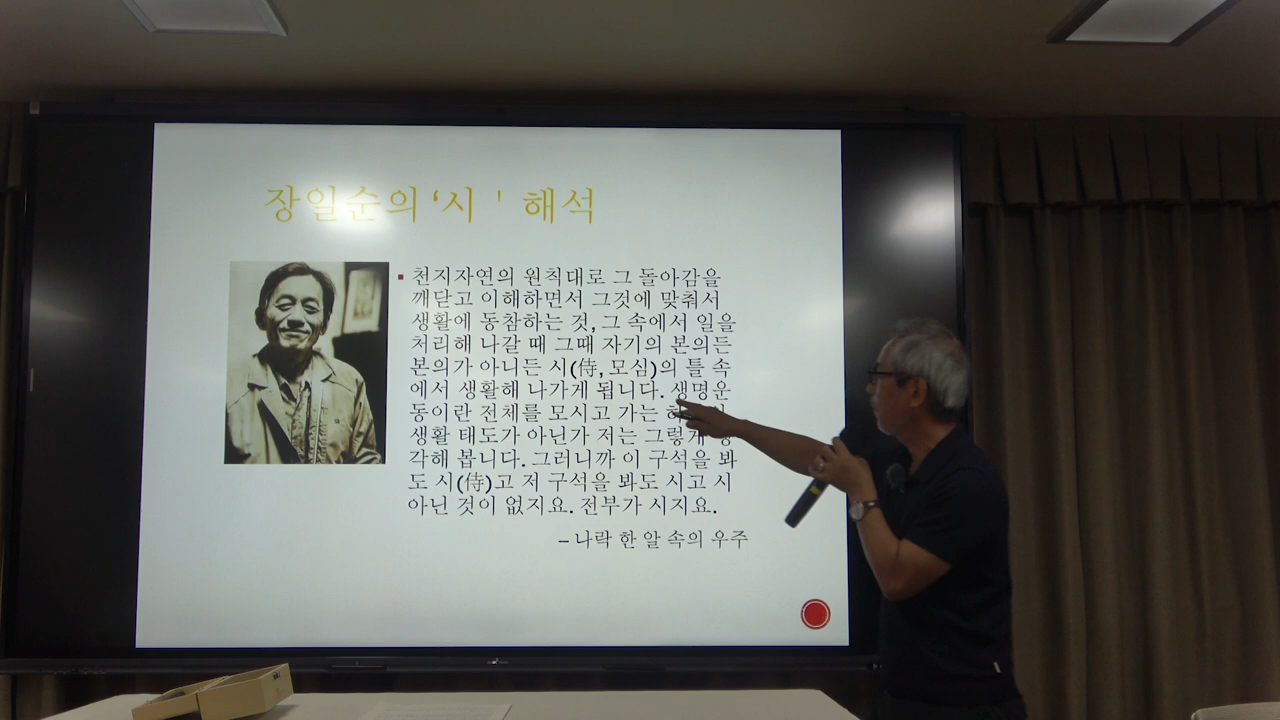 장일순의 ‘시 ' 해석
천지자연의 원칙대로 그 돌아감을
깨닫고 이해하면서 그것에 맞춰서
생활에 동참하는 것, 그 속에서 일을
처리해 나갈 때 그때 자기의 본의든
본의가 아니든 시(侍, 모심)의 틀 속
에서 생활해 나가게 됩니다. 생명운
동이란 전체를 모시고 가는
생활 태도가 아닌가 저는 그렇게
각해 봅니다. 그러니까 이 구석을 봐
도 시(侍)고 저 구석을 봐도 시고 시
아닌 것이 없지요. 전부가 시지요.
– 나락 한 알 속의 우주